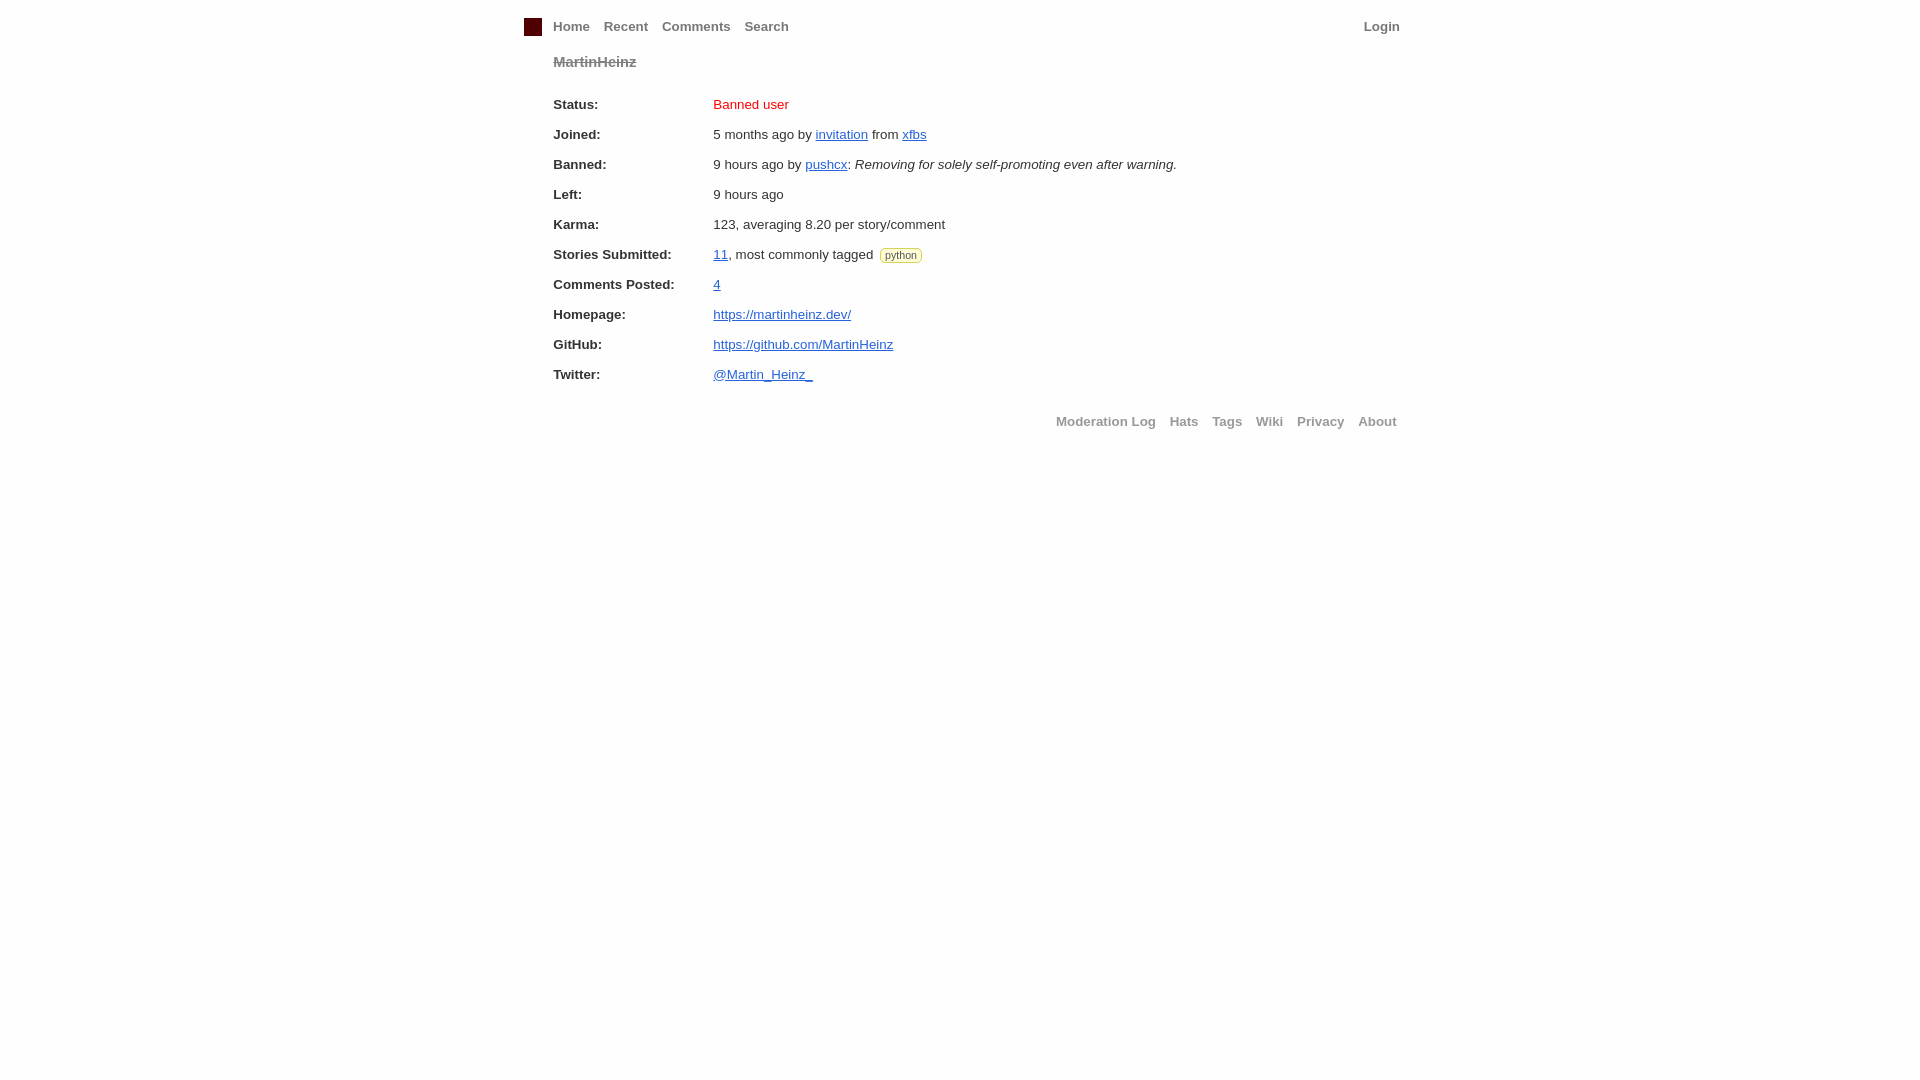 Home Recent Comments Search Login
MartinHeinz
Status: Banned user
Joined: 5 months ago by invitation from xfbs
Banned: 9 hours ago by pushcx: Removing for solely self-promoting even after warning.
Left: 9 hours ago
Karma: 123, averaging 8.20 per story/comment
Stories Submitted: 11, most commonly tagged python
Comments Posted: 4
Homepage: https://martinheinz.dev/
GitHub: https://github.com/MartinHeinz
Twitter: @Martin_Heinz_
Moderation Log Hats Tags Wiki Privacy About